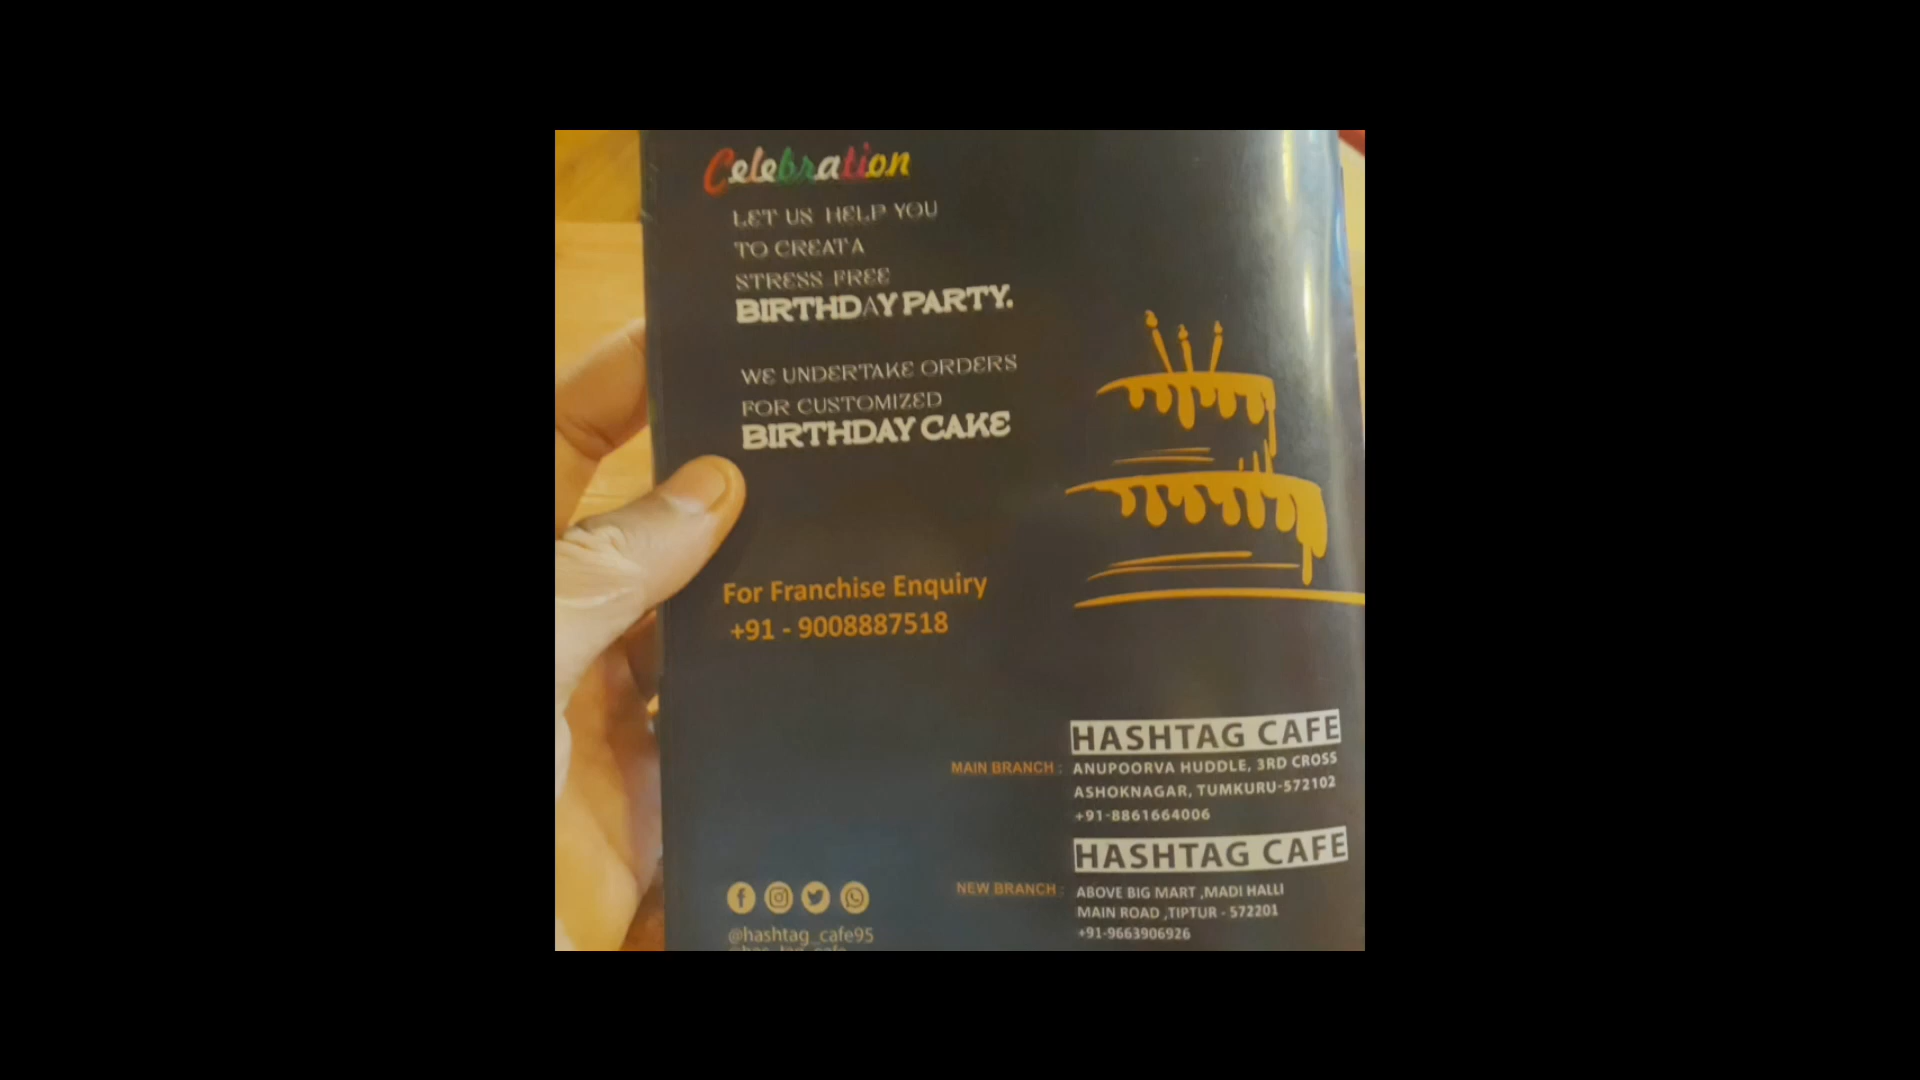 Celebration
LET US HELP YOU
TO CREAT A
STRESS FREE
BIRTHDAY PARTY.
WE UNDERTAKE ORDERS
FOR CUSTOMIZED
BIRTHDAY CAKE
For Franchise Enquiry
+91 - 9008887518
HASHTAG CAFE
MAIN BRANCH : ANUPOORVA HUDDLE, 3RD CROSS
ASHOKNAGAR, TUMKURU-572102
+91-8861664006
HASHTAG CAFE
NEW BRANCH : ABOVE BIG MART ,MADI HALLI
MAIN ROAD ,TIPTUR - 572201
+91-9663906926
@hashtag_cafe95